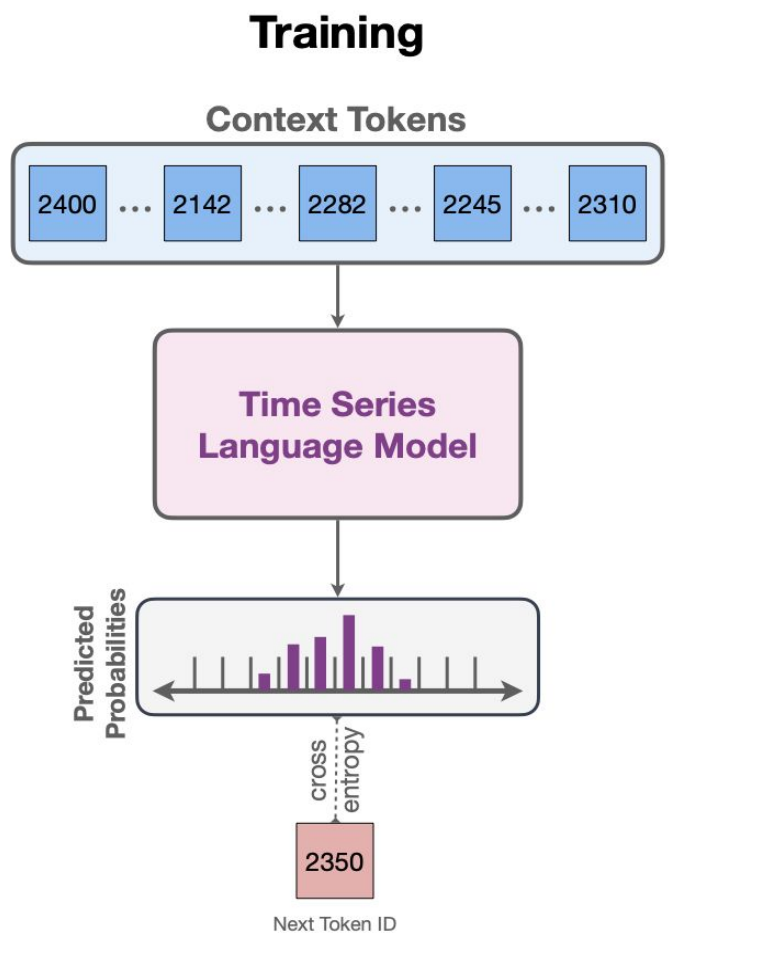 Training
Context Tokens
2400 ... 2142 ... 2282 ... 2245 ... 2310
Time Series
Language Model
Predicted
Probabilities
cross
entropy
2350
Next Token ID